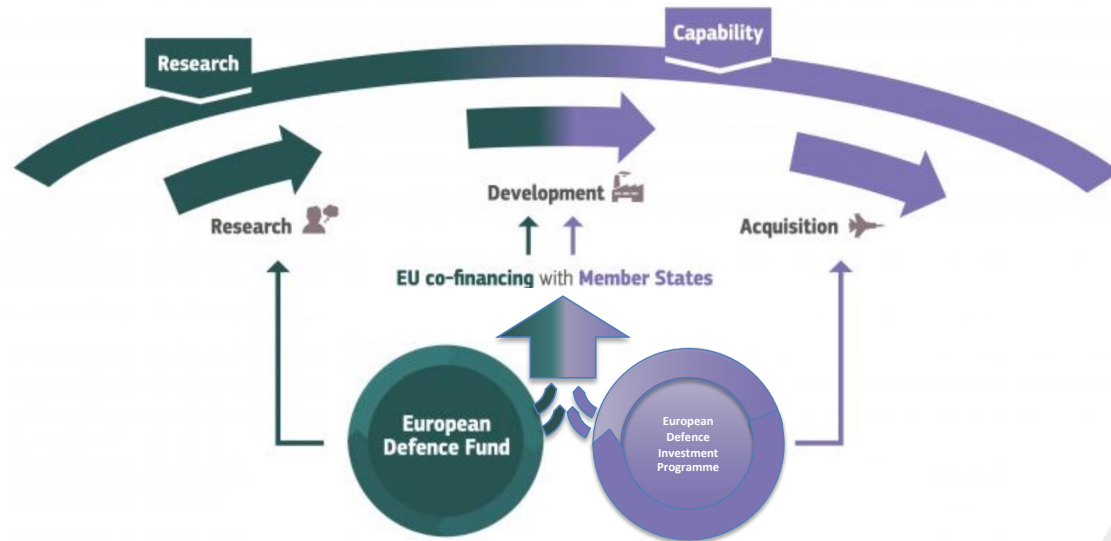 Research
Capability
Development
Research
Acquisition
EU co-financing with Member States
European
Defence Fund
European
Defence
Investment
Programme